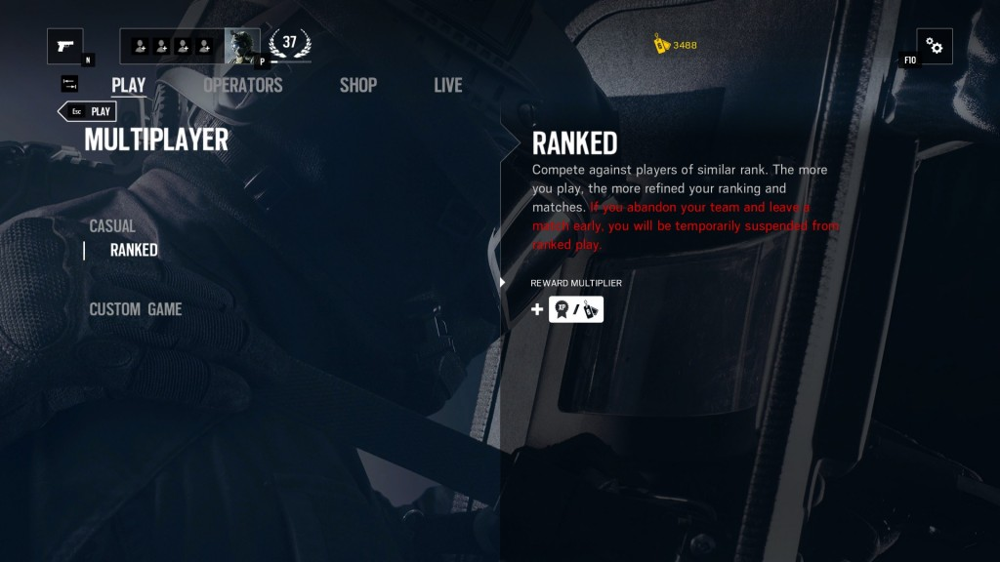 37
3488
N
P
F10
PLAY OPERATORS SHOP LIVE
Esc PLAY
MULTIPLAYER
CASUAL
RANKED
CUSTOM GAME
RANKED
Compete against players of similar rank. The more
you play, the more refined your ranking and
matches. If you abandon your team and leave a
match early, you will be temporarily suspended from
ranked play.
REWARD MULTIPLIER
+ XP /